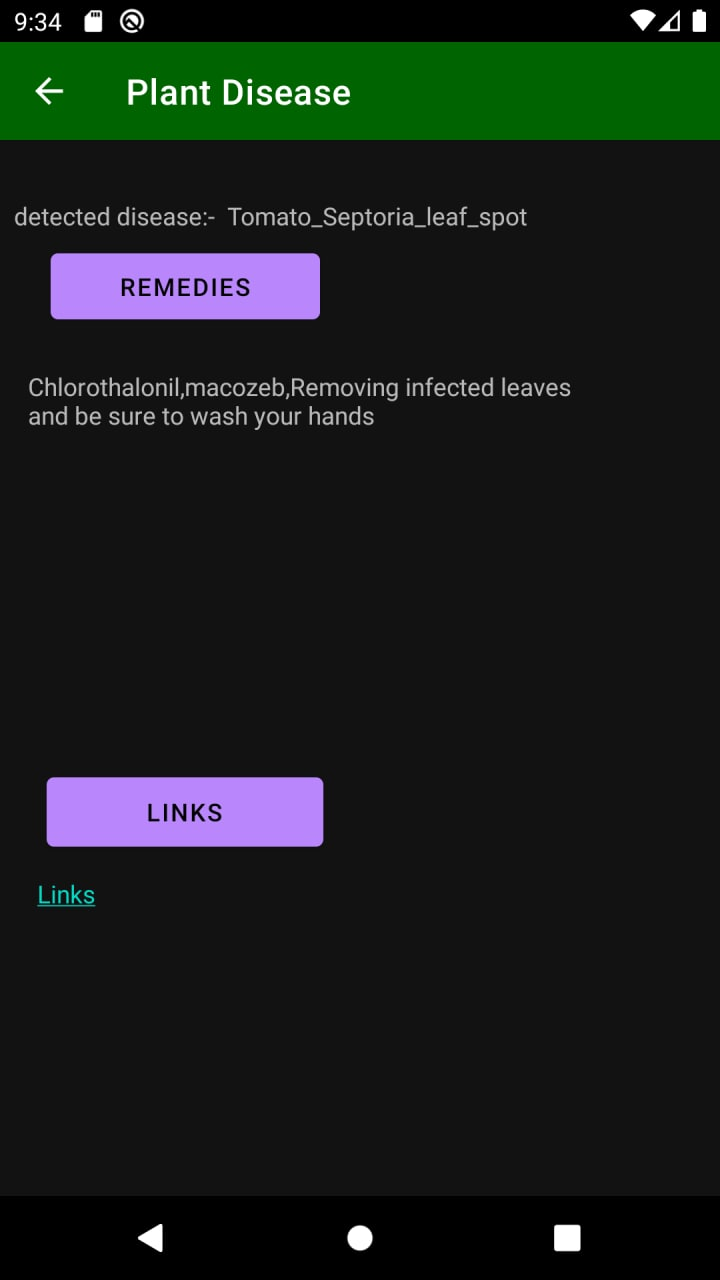 9:34
Plant Disease
detected disease:- Tomato_Septoria_leaf_spot
REMEDIES
Chlorothalonil,macozeb,Removing infected leaves
and be sure to wash your hands
LINKS
Links